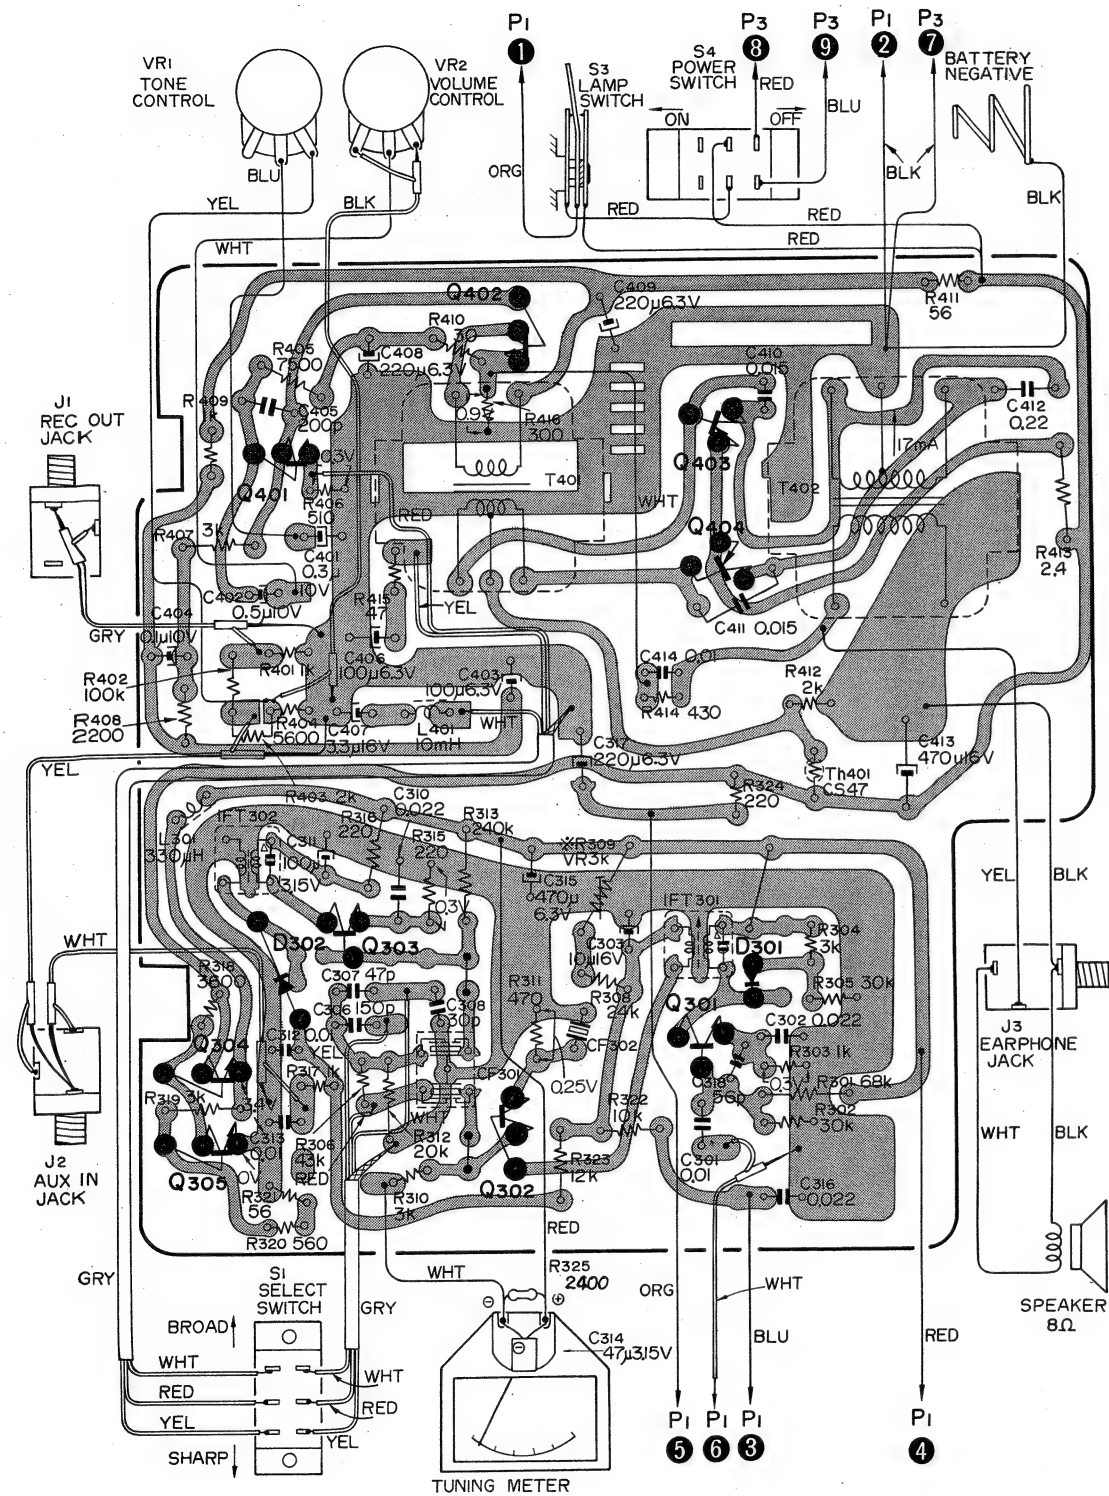 P1
1
P3
8
P3
9
P1
2
P3
7
VR1
TONE
CONTROL
VR2
VOLUME
CONTROL
S3
LAMP
SWITCH
S4
POWER
SWITCH
RED
BLU
BATTERY
NEGATIVE
ON
OFF
BLU
BLK
ORG
BLK
BLK
YEL
WHT
RED
RED
RED
Q402
C409
220μ6.3V
R411
56
R410
30
R405
7500
C408
220μ6.3V
C410
0.015
J1
REC OUT
JACK
R409
k
C405
200p
0.9V
R416
300
C412
0.22
17mA
0.3V
Q401
T401
Q403
T402
R406
510
RED
WHT
Q404
R407
3k
C401
0.3μ
10V
R413
2.4
C402
0.5μ10V
R415
47
YEL
C404
0.1μ10V
GRY
C411 0.015
R402
100k
R401 1k
C406
100μ6.3V
C403
100μ6.3V
C414
0.01
R412
2k
R408
2200
R404
5600
C407
33μ16V
L401
10mH
WHT
R414
430
C317
220μ6.3V
C413
470μ16V
YEL
Th401
CS47
R324
220
R403 2k
C310
0.022
R313
240k
L301
330μH
IFT302
R316
220
R315
220
※R309
VR3k
C311
100μ
3.15V
C315
470μ
6.3V
YEL
BLK
IFT301
0.3V
WHT
D302
Q303
C303
10μ16V
D301
R304
3k
R318
3600
C307
47p
R311
470
R308
24k
R305
30k
150p
C306
0.01
C308
30p
Q301
Q304
C312
YEL
CF302
C302
0.022
J3
EARPHONE
JACK
R317
1k
CF301
0.25V
R303 1k
R319
3k
C318
56p
0.3V
R301 68k
WHT
R322
10k
R302
30k
WHT
BLK
J2
AUX IN
JACK
C313
0.01
R306
43k
RED
R312
20k
R323
12k
C301
0.01
Q305
0V
R321
56
R310
3k
Q302
C316
0.022
R320
560
RED
GRY
S1
SELECT
SWITCH
WHT
R325
2400
ORG
WHT
SPEAKER
8Ω
BROAD
GRY
C314
47μ3.15V
BLU
RED
WHT
WHT
RED
RED
YEL
YEL
SHARP
P1
5
P1
6
P1
3
P1
4
TUNING METER